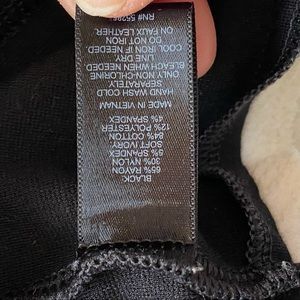 BLACK:
65% RAYON
30% NYLON
5% SPANDEX
SOFT IVORY:
84% COTTON
12% POLYESTER
4% SPANDEX
MADE IN VIETNAM
HAND WASH COLD
SEPARATELY
ONLY NON-CHLORINE
BLEACH WHEN NEEDED.
LINE DRY.
COOL IRON IF NEEDED.
DO NOT IRON
ON FAUX LEATHER
RN#